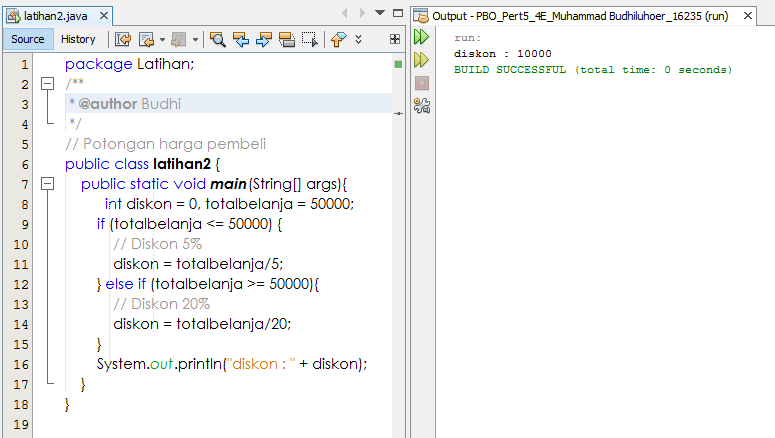 latihan2.java
Source History
1 package Latihan;
2 /**
3 * @author Budhi
4 */
5 // Potongan harga pembeli
6 public class latihan2 {
7 public static void main(String[] args){
8 int diskon = 0, totalbelanja = 50000;
9 if (totalbelanja <= 50000) {
10 // Diskon 5%
11 diskon = totalbelanja/5;
12 } else if (totalbelanja >= 50000){
13 // Diskon 20%
14 diskon = totalbelanja/20;
15 }
16 System.out.println("diskon : " + diskon);
17 }
18 }
19
Output - PBO_Pert5_4E_Muhammad Budhiluhoer_16235 (run)
run:
diskon : 10000
BUILD SUCCESSFUL (total time: 0 seconds)